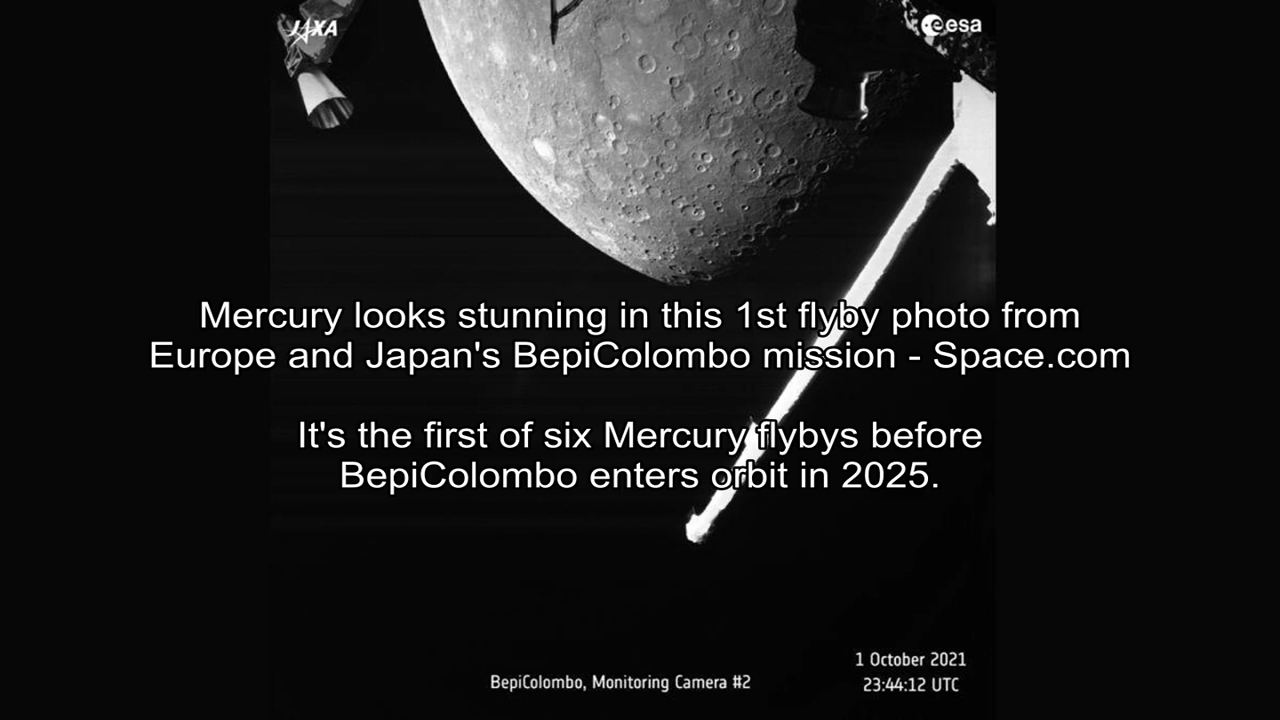 JAXA
esa
Mercury looks stunning in this 1st flyby photo from
Europe and Japan's BepiColombo mission - Space.com
It's the first of six Mercury flybys before
BepiColombo enters orbit in 2025.
1 October 2021
BepiColombo, Monitoring Camera #2
23:44:12 UTC